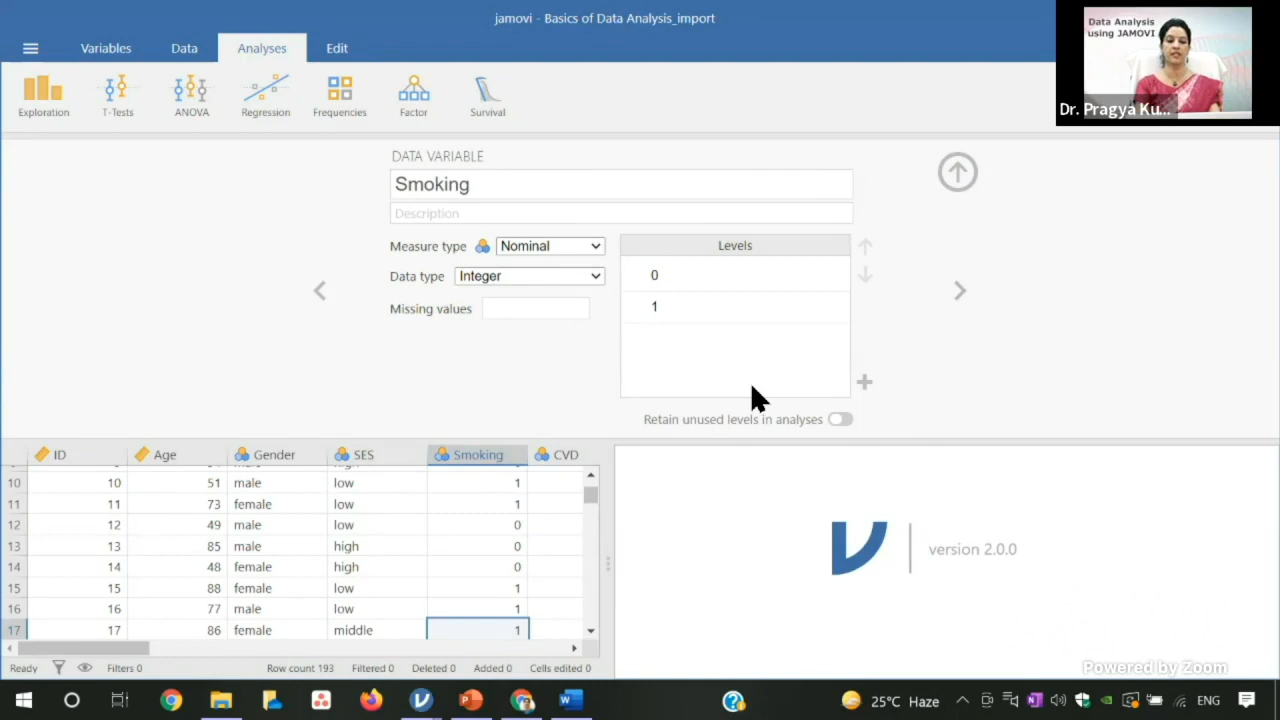 jamovi - Basics of Data Analysis_import
Data Analysis
using JAMOVI
Dr. Pragya Ku...
Variables
Data
Analyses
Edit
Exploration
T-Tests
ANOVA
Regression
Frequencies
Factor
Survival
DATA VARIABLE
Smoking
Description
Measure type
Nominal
Data type
Integer
Missing values
Levels
0
1
Retain unused levels in analyses
ID Age Gender SES Smoking CVD
10 10 51 male low 1
11 11 73 female low 1
12 12 49 male low 0
13 13 85 male high 0
14 14 48 female high 0
15 15 88 female low 1
16 16 77 male low 1
17 17 86 female middle 1
version 2.0.0
Ready Filters 0 Row count 193 Filtered 0 Deleted 0 Added 0 Cells edited 0
Powered by Zoom
25°C Haze ENG